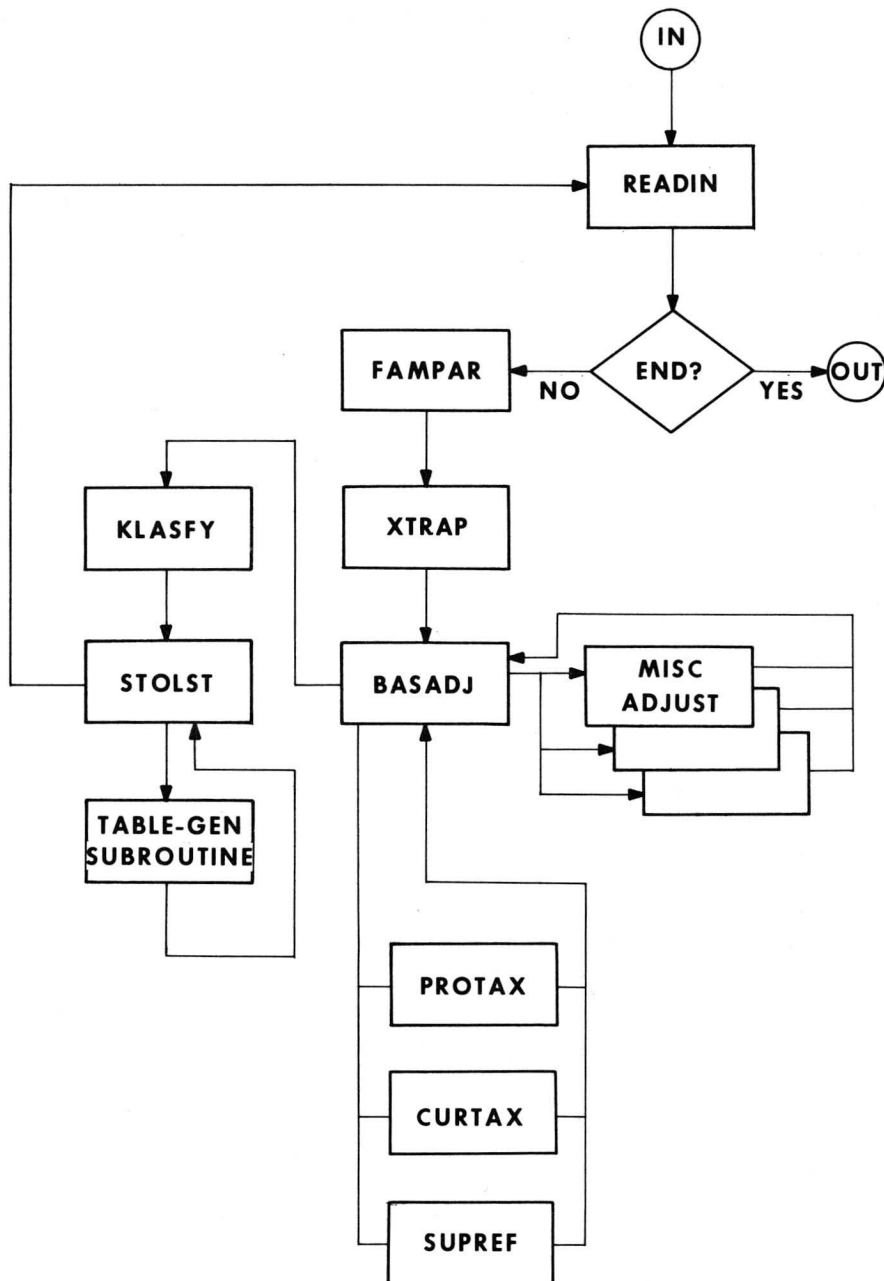 IN
READIN
FAMPAR
END?
NO
YES
OUT
KLASFY
XTRAP
STOLST
BASADJ
MISC
ADJUST
TABLE-GEN
SUBROUTINE
PROTAX
CURTAX
SUPREF